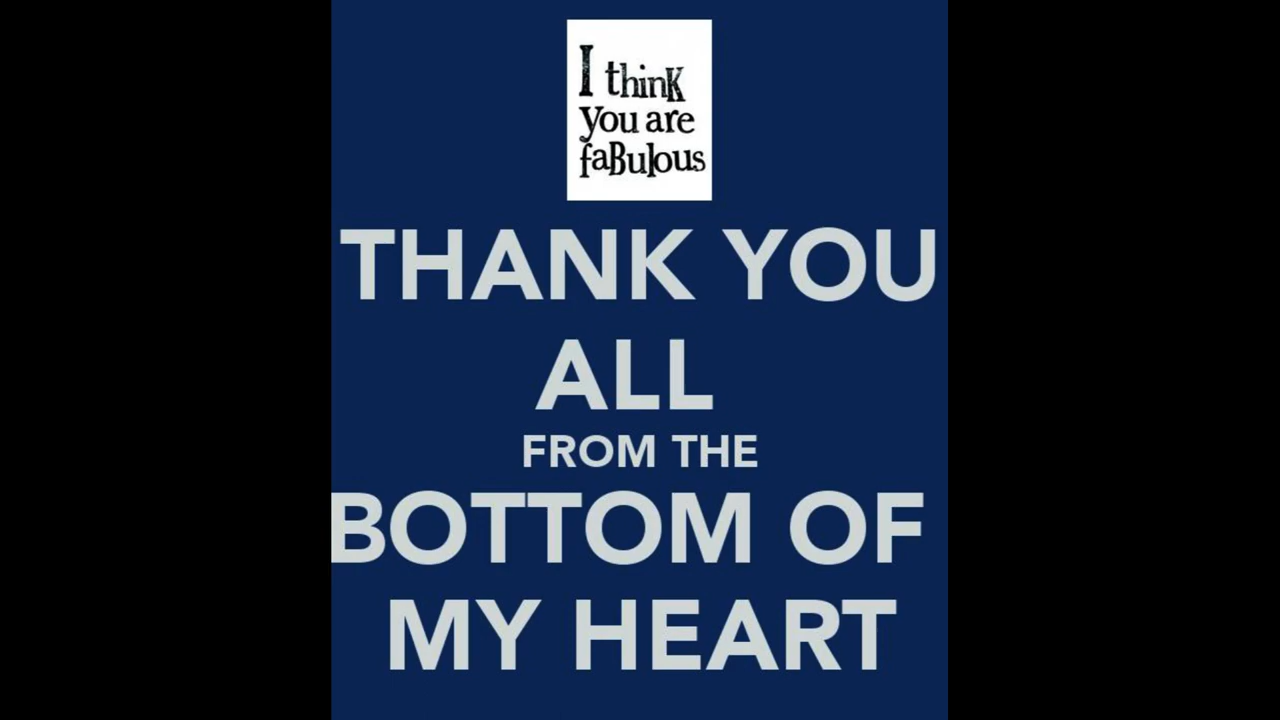 I thinK
you are
faBulous
THANK YOU
ALL
FROM THE
BOTTOM OF
MY HEART